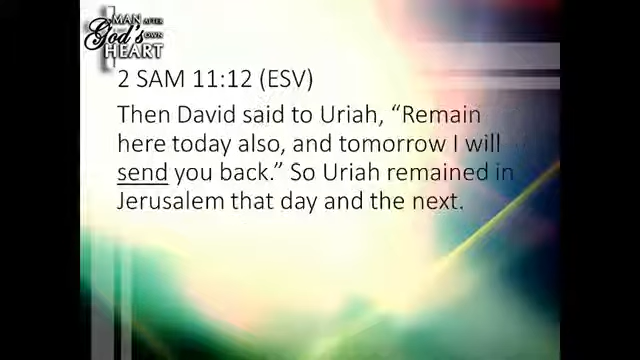 MAN AFTER
God's OWN
HEART
2 SAM 11:12 (ESV)
Then David said to Uriah, “Remain
here today also, and tomorrow I will
send you back.” So Uriah remained in
Jerusalem that day and the next.